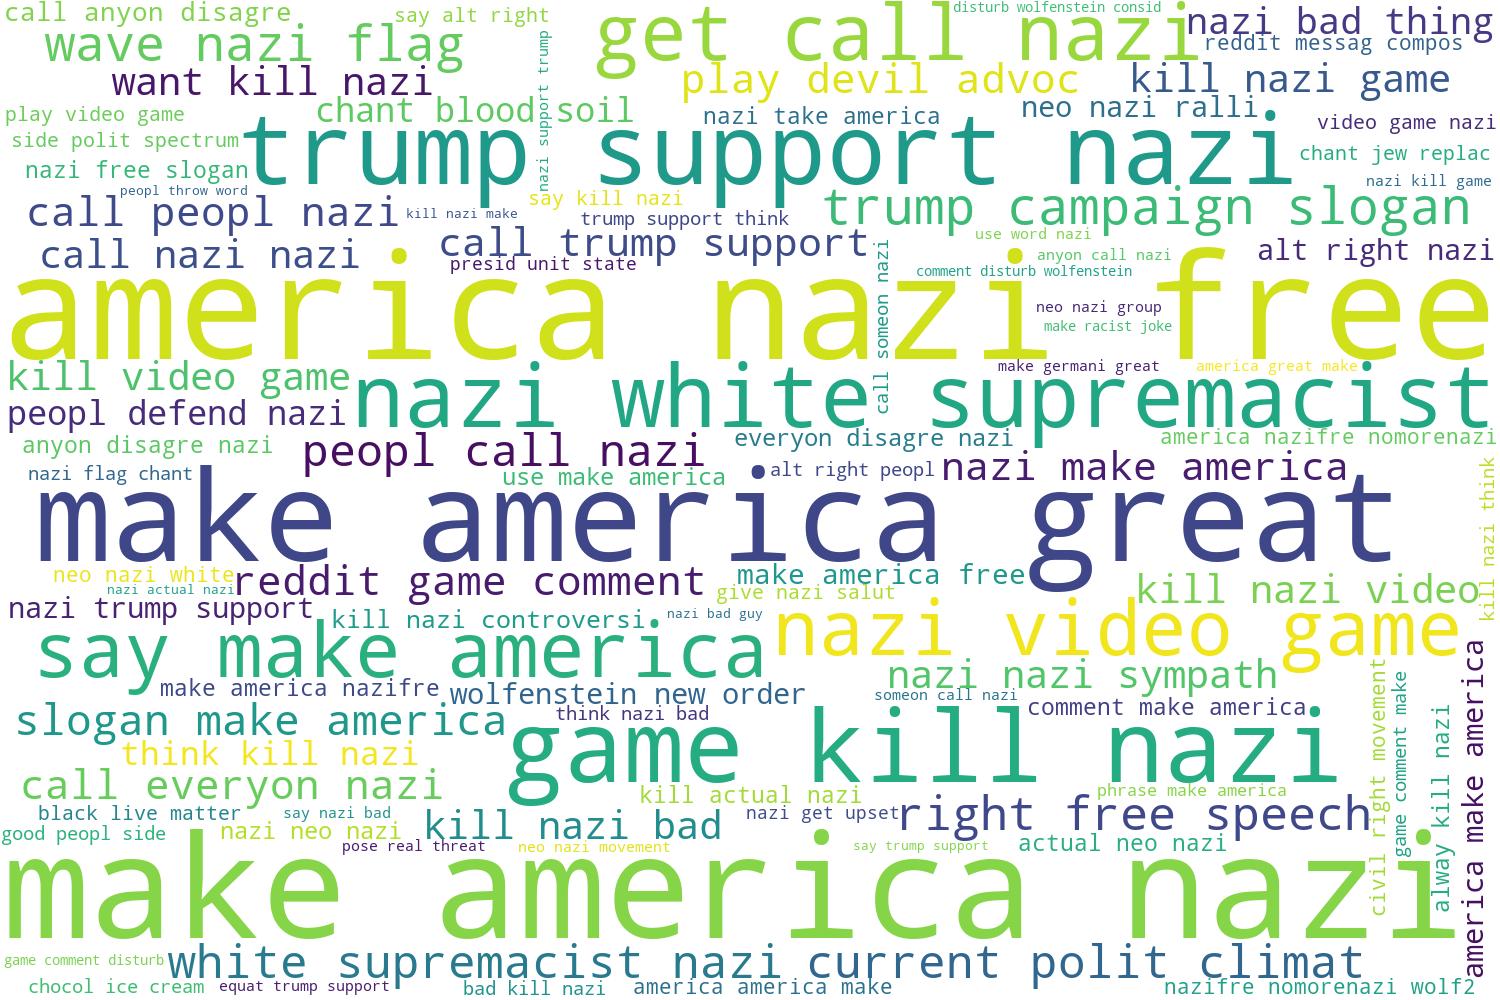 call anyon disagre
say alt right
disturb wolfenstein consid
get call nazi
nazi bad thing
wave nazi flag
reddit messag compos
want kill nazi
play devil advoc
kill nazi game
nazi support trump
play video game
chant blood soil
nazi take america
neo nazi ralli
video game nazi
side polit spectrum
trump support nazi
chant jew replac
nazi free slogan
peopl throw word
nazi kill game
say kill nazi
call peopl nazi
kill nazi make
trump support think
trump campaign slogan
call nazi nazi
call trump support
use word nazi
presid unit state
call someon nazi
anyon call nazi
alt right nazi
comment disturb wolfenstein
america nazi free
neo nazi group
make racist joke
kill video game
nazi white supremacist
make germani great
america great make
peopl defend nazi
anyon disagre nazi
peopl call nazi
everyon disagre nazi
america nazifre nomorenazi
nazi flag chant
use make america
alt right peopl
nazi make america
kill nazi think
make america great
neo nazi white
nazi actual nazi
reddit game comment
make america free
give nazi salut
kill nazi video
nazi trump support
kill nazi controversi
nazi bad guy
nazi video game
say make america
nazi nazi sympath
make america nazifre
wolfenstein new order
someon call nazi
comment make america
slogan make america
think nazi bad
game kill nazi
civil right movement
game comment make
alway kill nazi
america make america
think kill nazi
call everyon nazi
kill actual nazi
phrase make america
black live matter
say nazi bad
nazi get upset
right free speech
good peopl side
nazi neo nazi
kill nazi bad
pose real threat
neo nazi movement
say trump support
actual neo nazi
make america nazi
game comment disturb
white supremacist nazi
current polit climat
chocol ice cream
equat trump support
bad kill nazi
america america make
nazifre nomorenazi wolf2